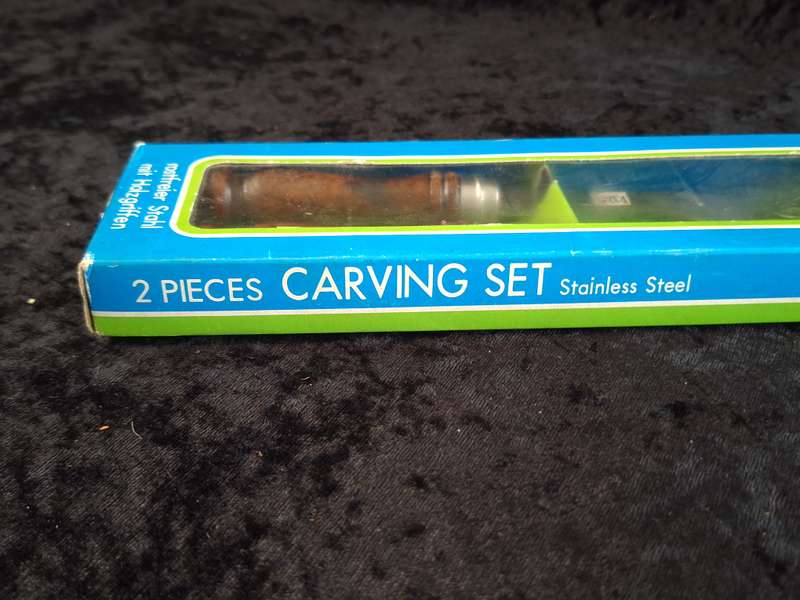 rostfreier Stahl
mit Holzgriffen
2 PIECES CARVING SET Stainless Steel